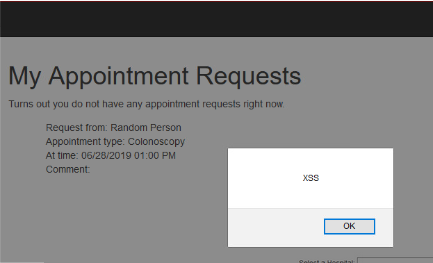 My Appointment Requests
Turns out you do not have any appointment requests right now.
Request from: Random Person
Appointment type: Colonoscopy
At time: 06/28/2019 01:00 PM
Comment:
XSS
OK
Select a Hospital